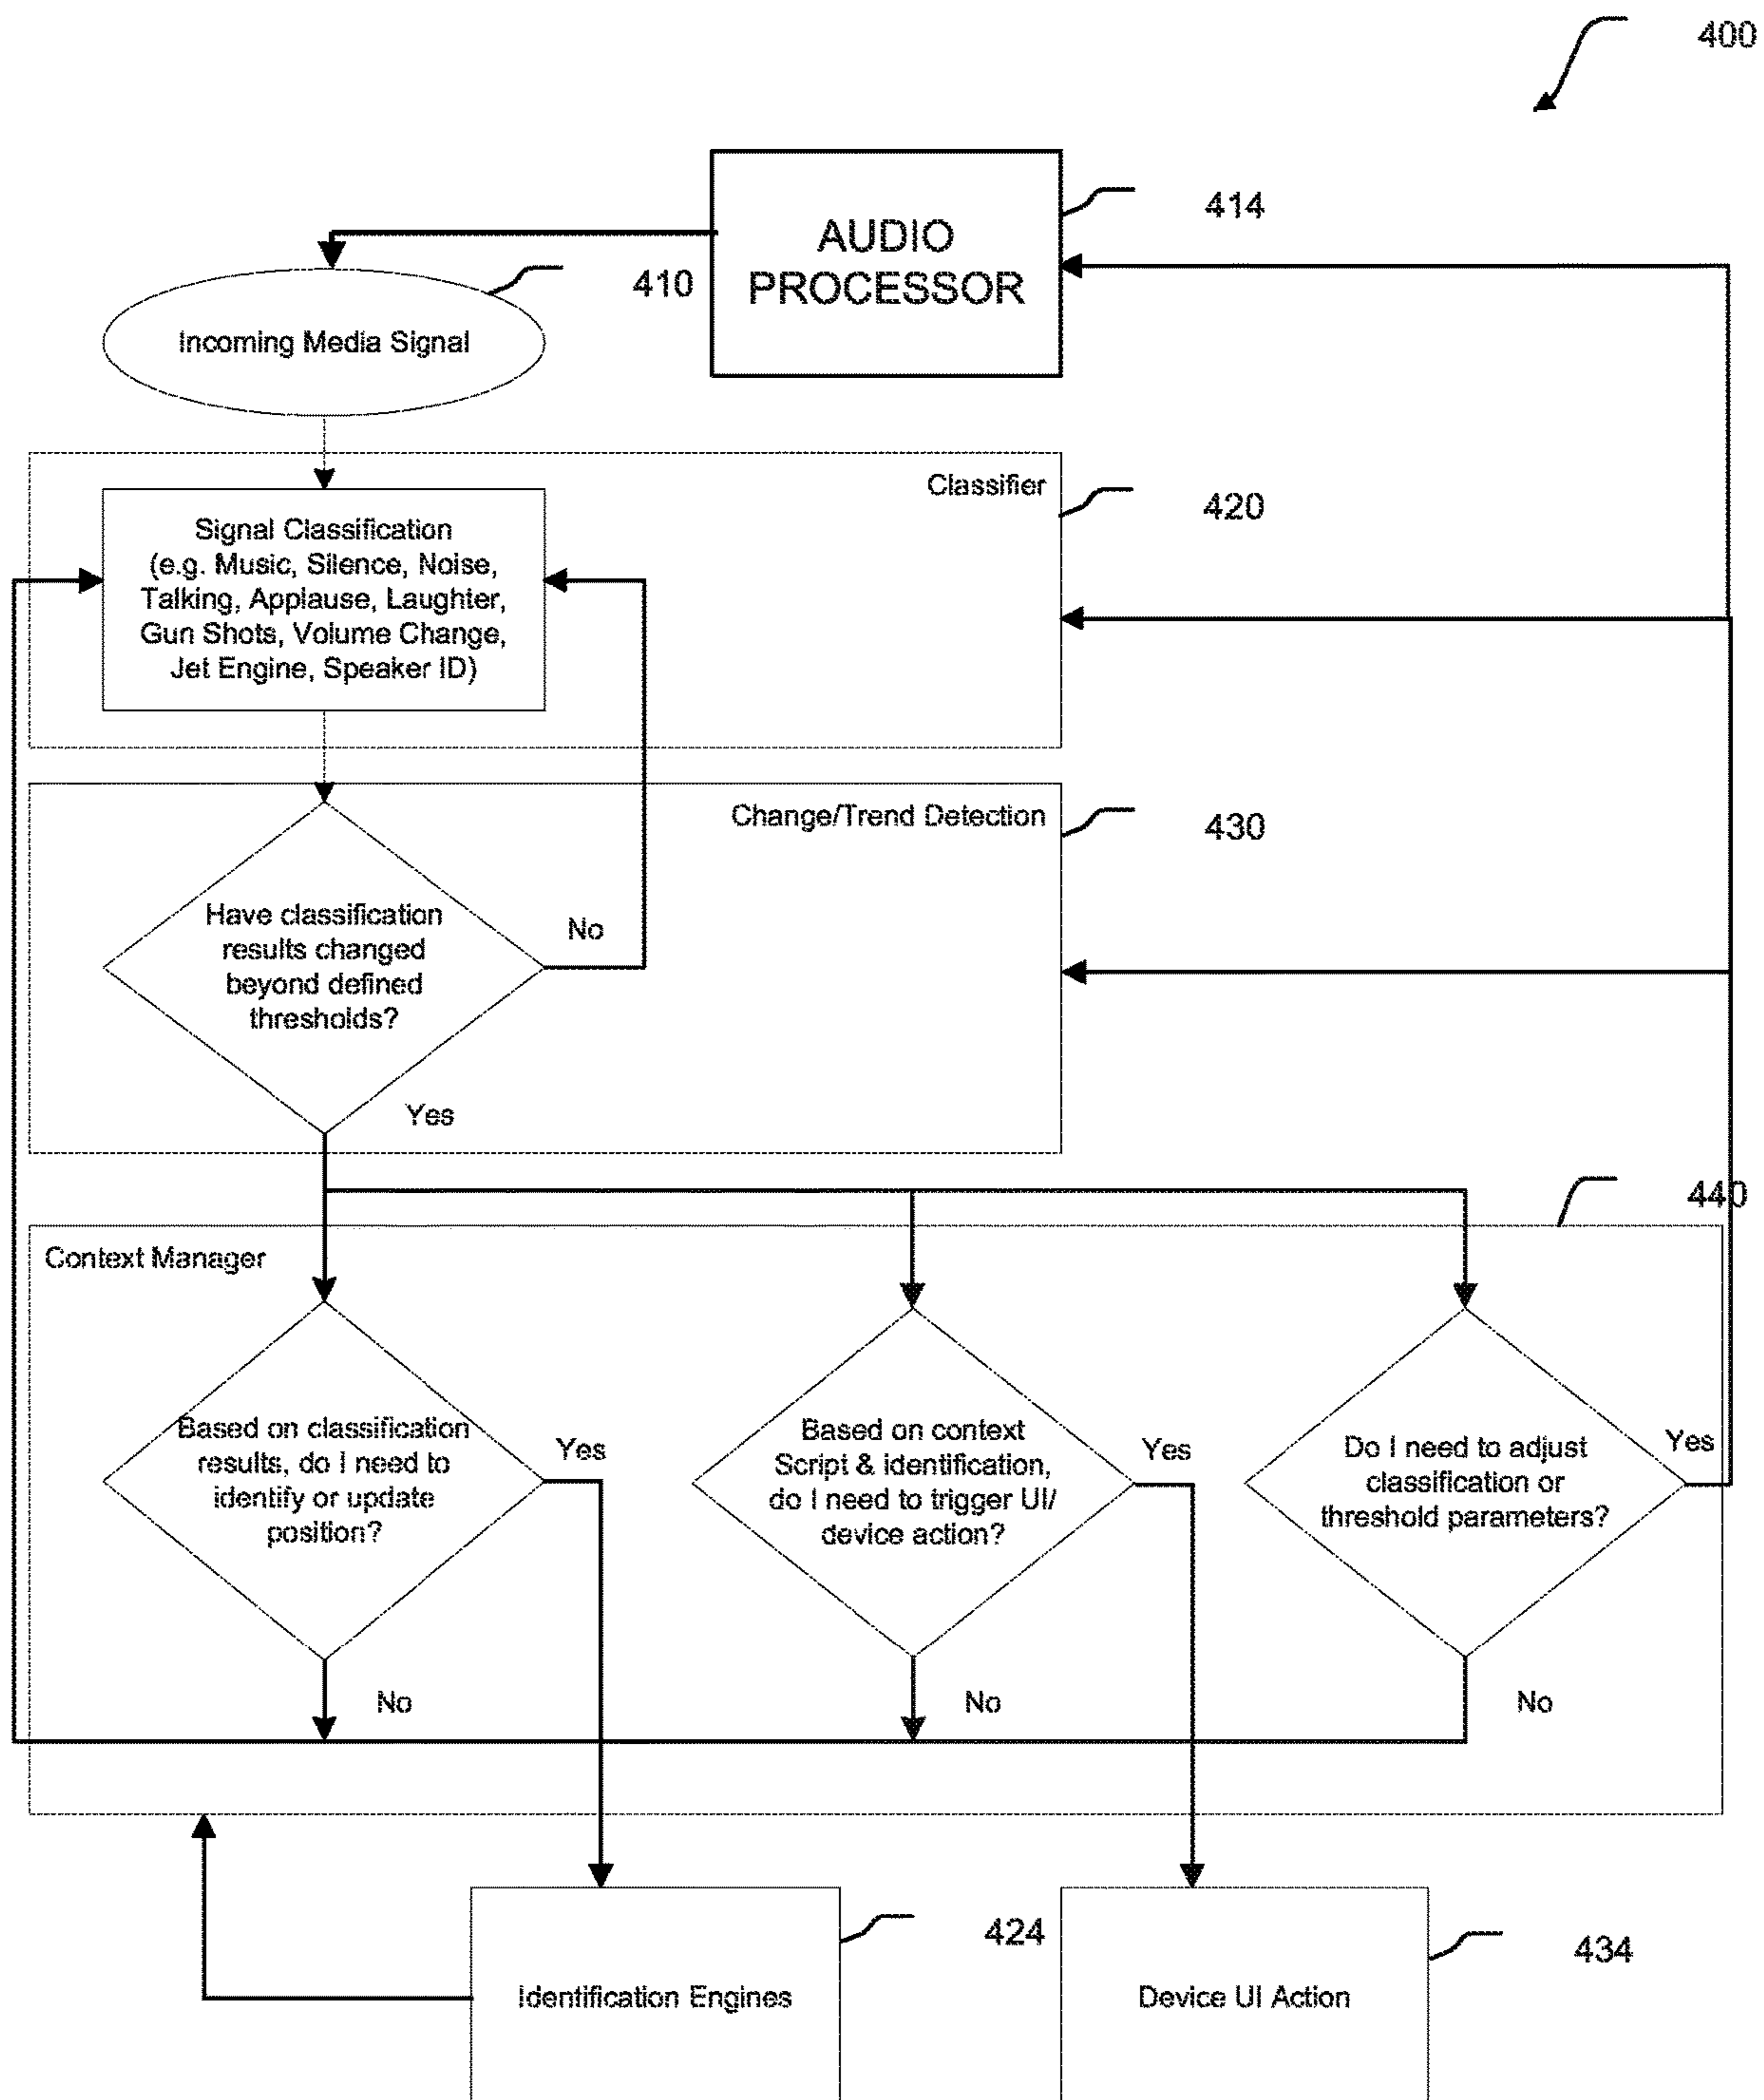 400
AUDIO
PROCESSOR
414
410
Incoming Media Signal
Classifier
420
Signal Classification
(e.g. Music, Silence, Noise,
Talking, Applause, Laughter,
Gun Shots, Volume Change,
Jet Engine, Speaker ID)
Change/Trend Detection
430
Have classification
results changed
beyond defined
thresholds?
No
Yes
440
Context Manager
Based on classification
results, do I need to
identify or update
position?
Yes
No
Based on context
Script & identification,
do I need to trigger UI/
device action?
Yes
No
Do I need to adjust
classification or
threshold parameters?
Yes
No
Identification Engines
424
Device UI Action
434